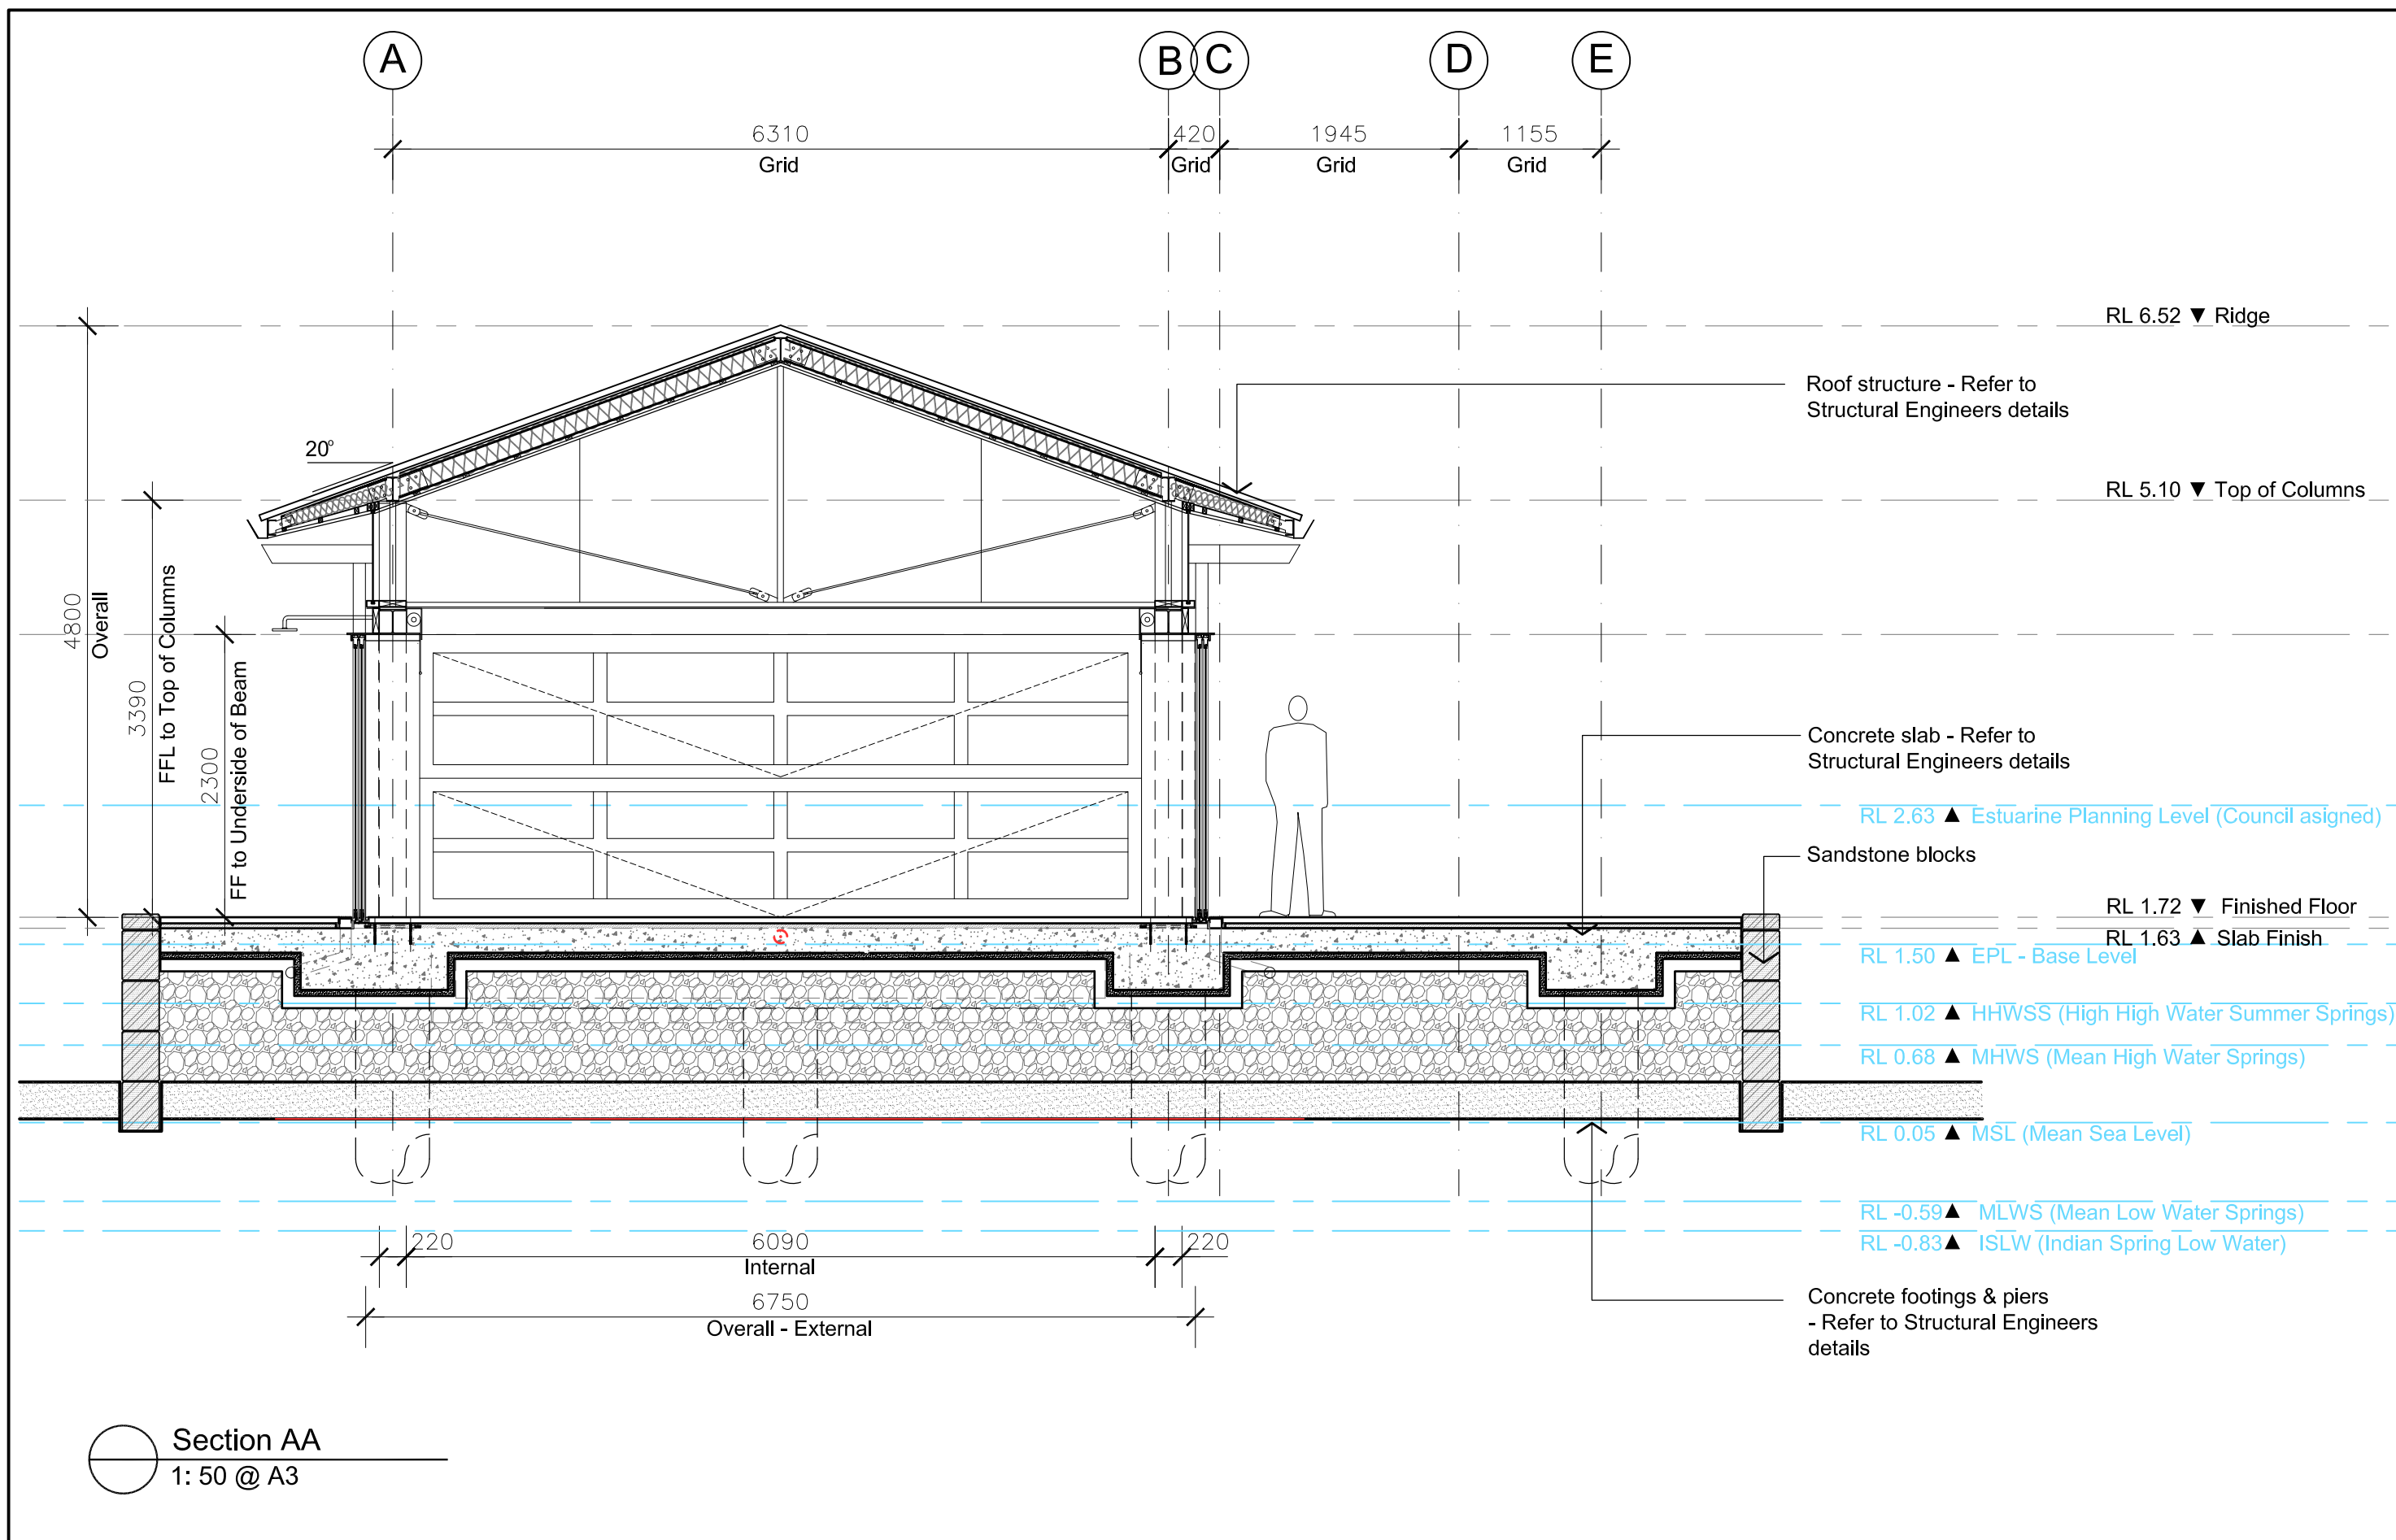 A
B
C
D
E
6310
420
1945
1155
Grid
Grid
Grid
Grid
RL 6.52 ▼ Ridge
Roof structure - Refer to
Structural Engineers details
20°
RL 5.10 ▼ Top of Columns
4800
Overall
3390
FFL to Top of Columns
2300
FF to Underside of Beam
Concrete slab - Refer to
Structural Engineers details
RL 2.63 ▲ Estuarine Planning Level (Council asigned)
Sandstone blocks
RL 1.72 ▼ Finished Floor
RL 1.63 ▲ Slab Finish
RL 1.50 ▲ EPL - Base Level
RL 1.02 ▲ HHWSS (High High Water Summer Springs)
RL 0.68 ▲ MHWS (Mean High Water Springs)
RL 0.05 ▲ MSL (Mean Sea Level)
RL -0.59 ▲ MLWS (Mean Low Water Springs)
RL -0.83 ▲ ISLW (Indian Spring Low Water)
220
6090
220
Internal
6750
Overall - External
Concrete footings & piers
- Refer to Structural Engineers
details
Section AA
1: 50 @ A3